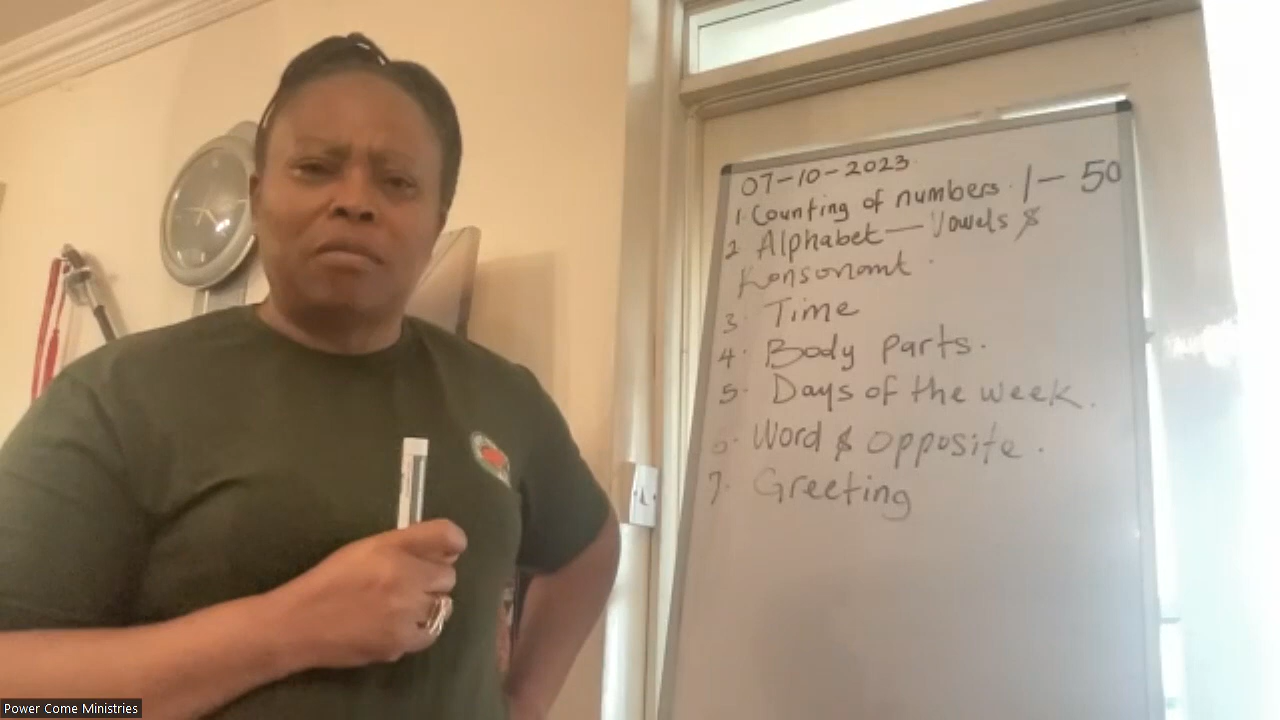 07-10-2023
1. Counting of numbers. 1- 50
2. Alphabet — Vowels &
Konsonant.
3. Time
4. Body parts.
5. Days of the week.
6. Word & opposite.
7. Greeting
Power Come Ministries